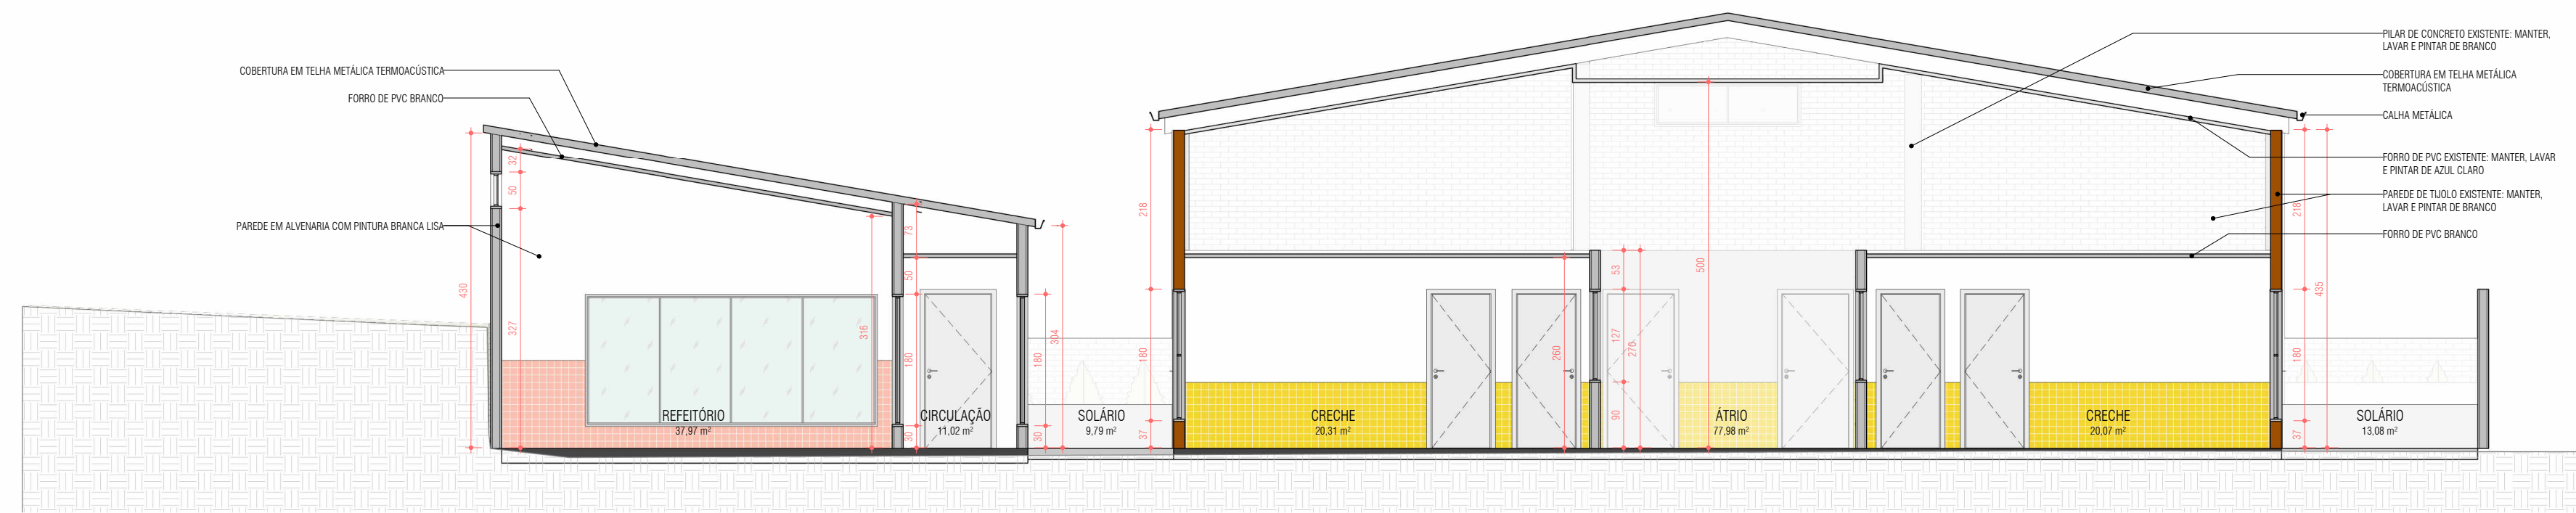 COBERTURA EM TELHA METÁLICA TERMOACÚSTICA
FORRO DE PVC BRANCO
PAREDE EM ALVENARIA COM PINTURA BRANCA LISA
430
32
50
327
316
73
50
180
30
180
30
304
218
180
37
260
53
127
90
270
500
218
180
37
435
REFEITÓRIO
37,97 m²
CIRCULAÇÃO
11,02 m²
SOLÁRIO
9,79 m²
CRECHE
20,31 m²
ÁTRIO
77,98 m²
CRECHE
20,07 m²
SOLÁRIO
13,08 m²
PILAR DE CONCRETO EXISTENTE: MANTER,
LAVAR E PINTAR DE BRANCO
COBERTURA EM TELHA METÁLICA
TERMOACÚSTICA
CALHA METÁLICA
FORRO DE PVC EXISTENTE: MANTER, LAVAR
E PINTAR DE AZUL CLARO
PAREDE DE TIJOLO EXISTENTE: MANTER,
LAVAR E PINTAR DE BRANCO
FORRO DE PVC BRANCO